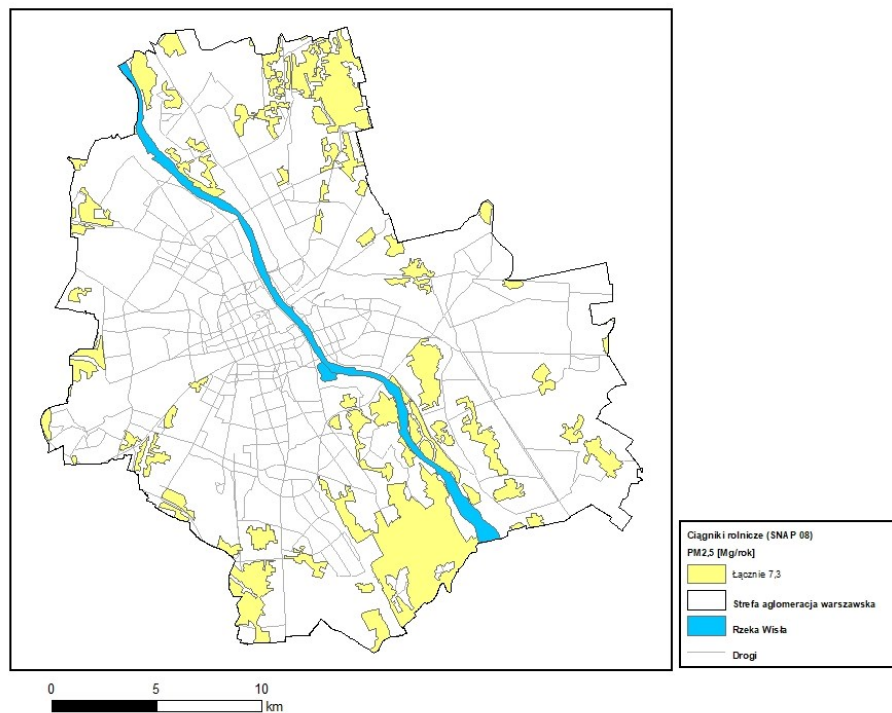 Ciągniki rolnicze (SNAP 08)
PM2,5 [Mg/rok]
Łącznie 7,3
Strefa aglomeracja warszawska
Rzeka Wisła
Drogi
0 5 10
km